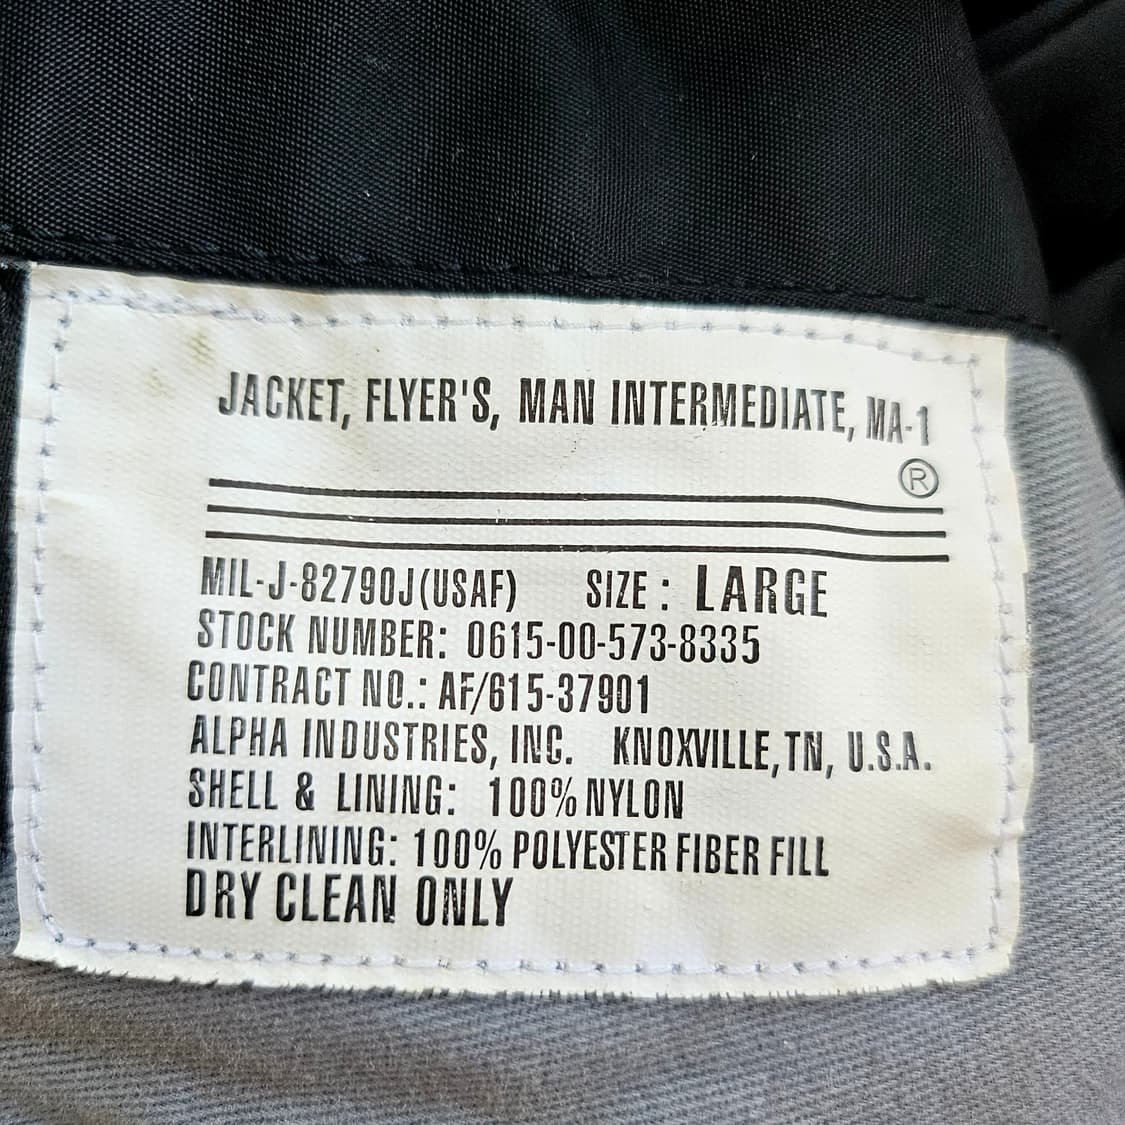 JACKET, FLYER'S, MAN INTERMEDIATE, MA-1
®
MIL-J-82790J(USAF) SIZE : LARGE
STOCK NUMBER: 0615-00-573-8335
CONTRACT NO.: AF/615-37901
ALPHA INDUSTRIES, INC. KNOXVILLE, TN, U.S.A.
SHELL & LINING: 100% NYLON
INTERLINING: 100% POLYESTER FIBER FILL
DRY CLEAN ONLY